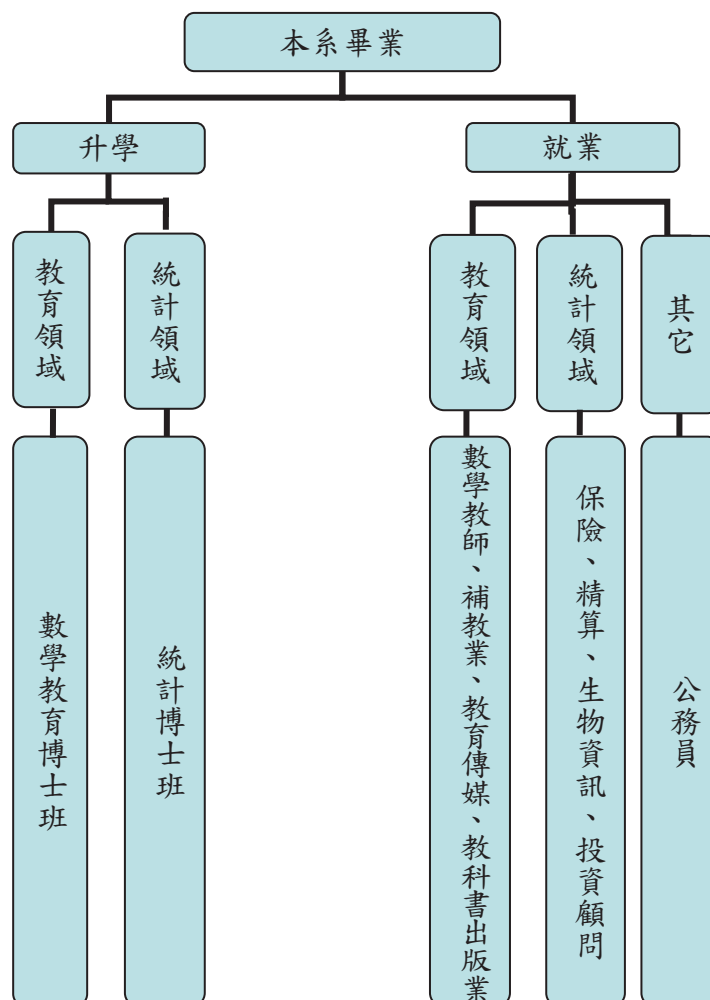 本系畢業
升學
就業
教育領域
統計領域
教育領域
統計領域
其它
數學教育博士班
統計博士班
數學教師、補教業、教育傳媒、教科書出版業
保險、精算、生物資訊、投資顧問
公務員